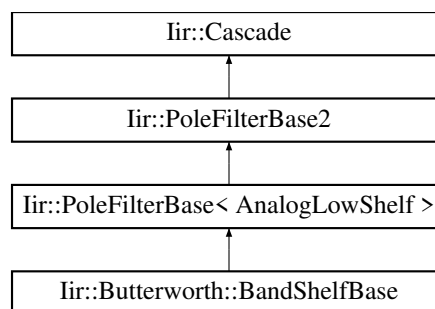 Iir::Cascade
Iir::PoleFilterBase2
Iir::PoleFilterBase< AnalogLowShelf >
Iir::Butterworth::BandShelfBase